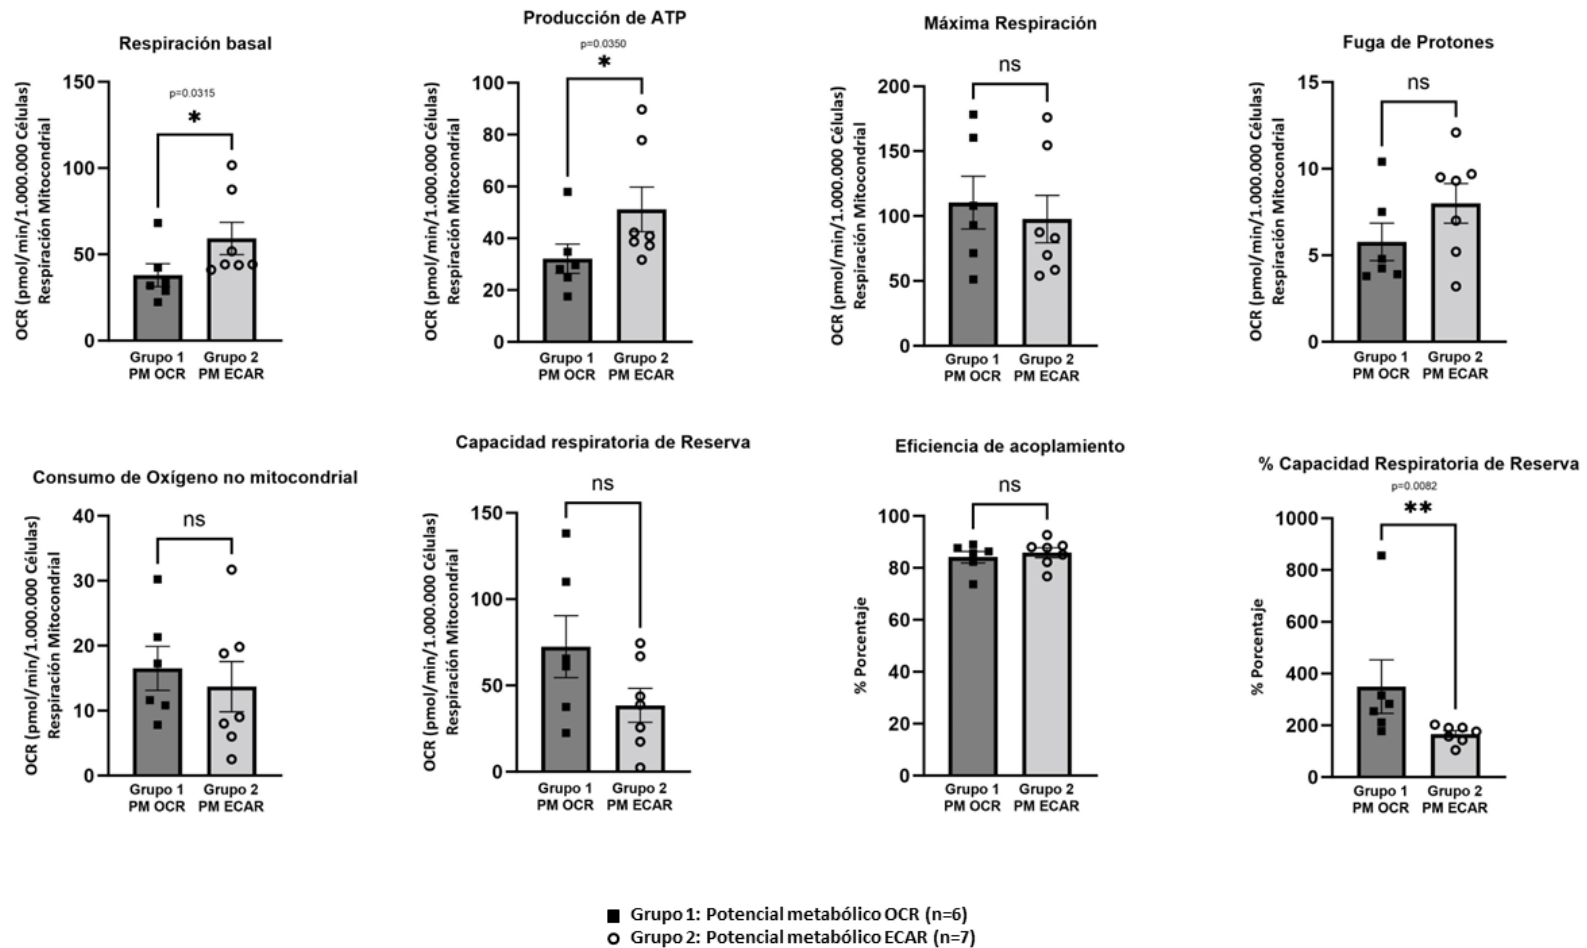 Respiración basal
p=0.0315
*
OCR (pmol/min/1.000.000 Células)
Respiración Mitocondrial
150
100
50
0
Grupo 1 Grupo 2
PM OCR PM ECAR
Producción de ATP
p=0.0350
*
OCR (pmol/min/1.000.000 Células)
Respiración Mitocondrial
100
80
60
40
20
0
Grupo 1 Grupo 2
PM OCR PM ECAR
Máxima Respiración
ns
OCR (pmol/min/1.000.000 Células)
Respiración Mitocondrial
200
150
100
50
0
Grupo 1 Grupo 2
PM OCR PM ECAR
Fuga de Protones
ns
OCR (pmol/min/1.000.000 Células)
Respiración Mitocondrial
15
10
5
0
Grupo 1 Grupo 2
PM OCR PM ECAR
Consumo de Oxígeno no mitocondrial
ns
OCR (pmol/min/1.000.000 Células)
Respiración Mitocondrial
40
30
20
10
0
Grupo 1 Grupo 2
PM OCR PM ECAR
Capacidad respiratoria de Reserva
ns
OCR (pmol/min/1.000.000 Células)
Respiración Mitocondrial
150
100
50
0
Grupo 1 Grupo 2
PM OCR PM ECAR
Eficiencia de acoplamiento
ns
% Porcentaje
100
80
60
40
20
0
Grupo 1 Grupo 2
PM OCR PM ECAR
% Capacidad Respiratoria de Reserva
p=0.0082
**
% Porcentaje
1000
800
600
400
200
0
Grupo 1 Grupo 2
PM OCR PM ECAR
Grupo 1: Potencial metabólico OCR (n=6)
Grupo 2: Potencial metabólico ECAR (n=7)